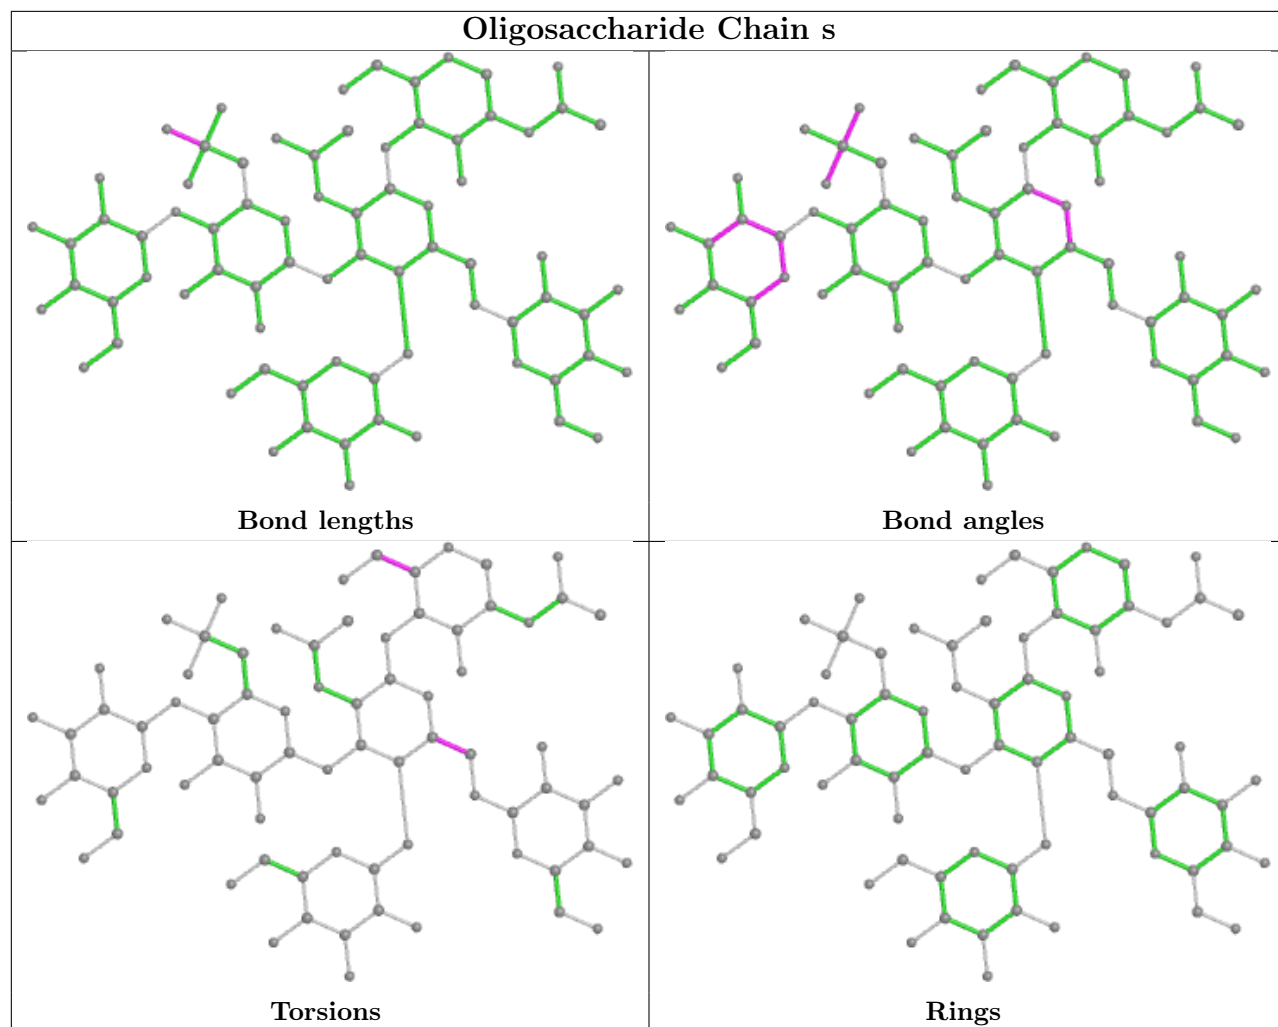 Oligosaccharide Chain s
Bond lengths
Bond angles
Torsions
Rings